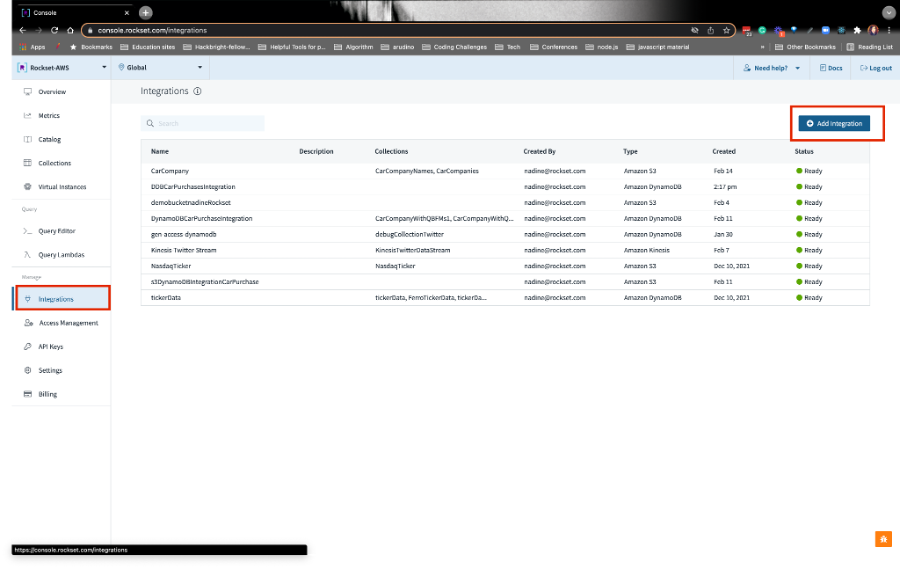 Console
console.rockset.com/integrations
Apps Bookmarks Education sites Hackbright-fellow... Helpful Tools for p... Algorithm arudino Coding Challenges Tech Conferences node.js javascript material » Other Bookmarks Reading List
Rockset-AWS Global Need help? Docs Log out
Overview
Metrics
Catalog
Collections
Virtual Instances
Query
Query Editor
Query Lambdas
Manage
Integrations
Access Management
API Keys
Settings
Billing
Integrations
Search
Add Integration
Name Description Collections Created By Type Created Status
CarCompany CarCompanyNames, CarCompanies nadine@rockset.com Amazon S3 Feb 14 Ready
DDBCarPurchasesIntegration nadine@rockset.com Amazon DynamoDB 2:17 pm Ready
demobucketnadineRockset nadine@rockset.com Amazon S3 Feb 4 Ready
DynamoDBCarPurchaseIntegration CarCompanyWithQBFMs1, CarCompanyWithQ... nadine@rockset.com Amazon DynamoDB Feb 11 Ready
gen access dynamodb debugCollectionTwitter nadine@rockset.com Amazon DynamoDB Jan 30 Ready
Kinesis Twitter Stream KinesisTwitterDataStream nadine@rockset.com Amazon Kinesis Feb 7 Ready
NasdaqTicker NasdaqTicker nadine@rockset.com Amazon S3 Dec 10, 2021 Ready
s3DynamoDBIntegrationCarPurchase nadine@rockset.com Amazon S3 Feb 11 Ready
tickerData tickerData, FerroTickerData, tickerDa... nadine@rockset.com Amazon DynamoDB Dec 10, 2021 Ready
https://console.rockset.com/integrations